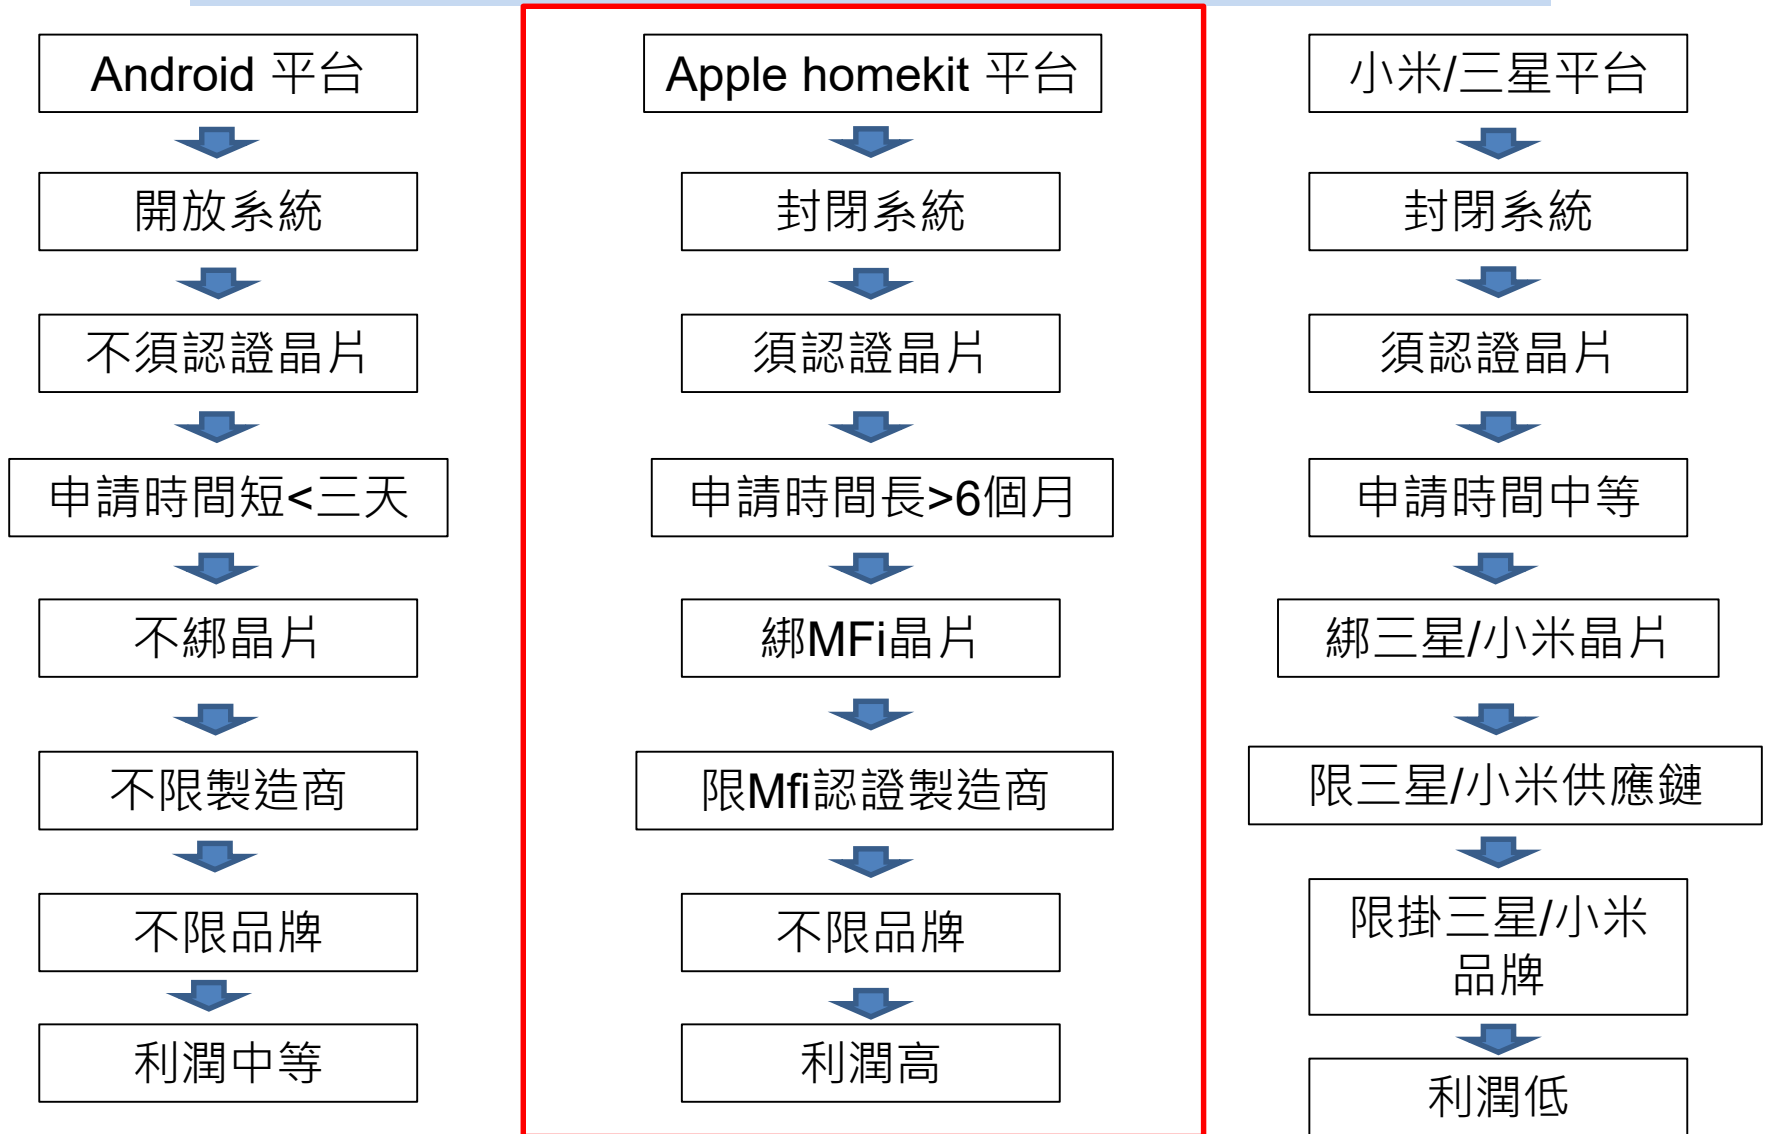 Android 平台
開放系統
不須認證晶片
申請時間短<三天
不綁晶片
不限製造商
不限品牌
利潤中等
Apple homekit 平台
封閉系統
須認證晶片
申請時間長>6個月
綁MFi晶片
限Mfi認證製造商
不限品牌
利潤高
小米/三星平台
封閉系統
須認證晶片
申請時間中等
綁三星/小米晶片
限三星/小米供應鏈
限掛三星/小米
品牌
利潤低